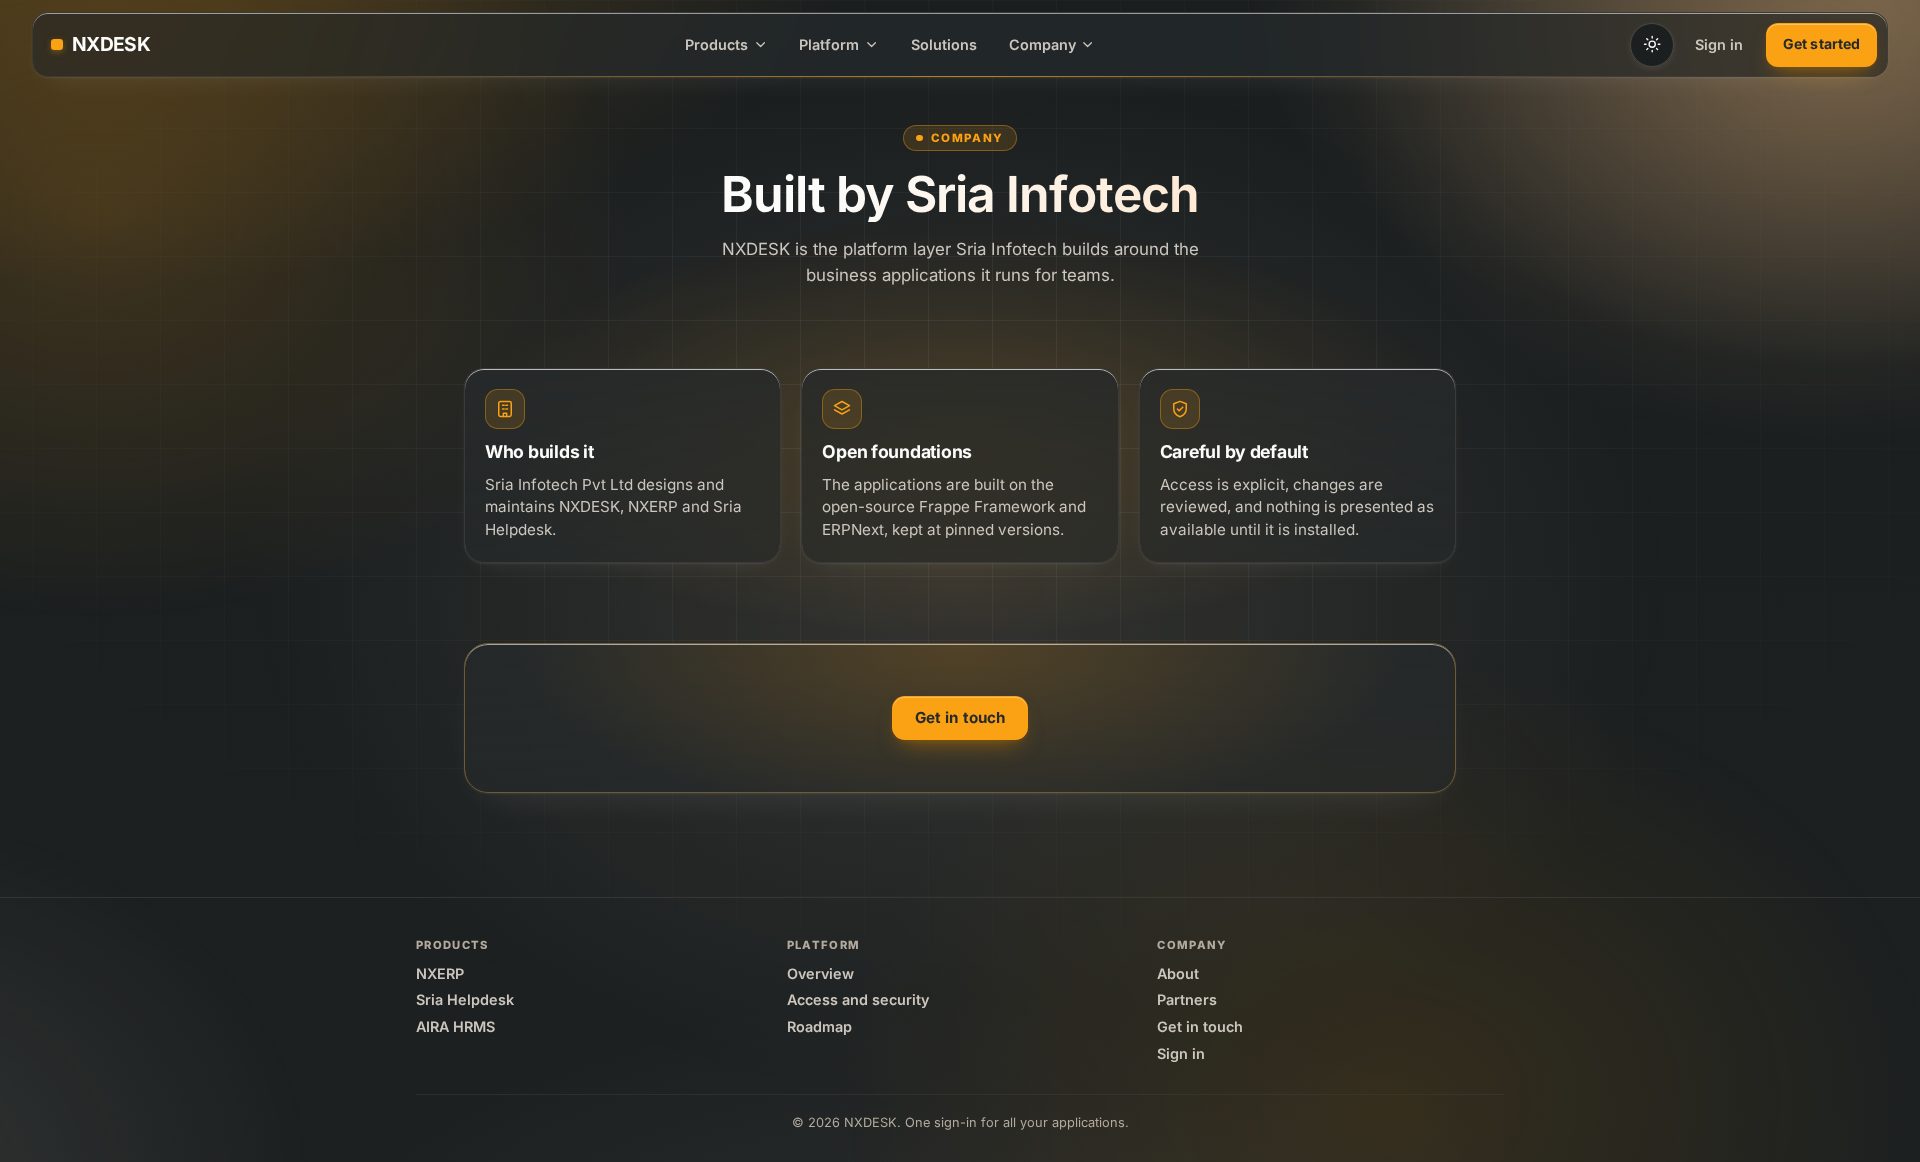 NXDESK
Products
Platform
Solutions
Company
Sign in
Get started
COMPANY
Built by Sria Infotech
NXDESK is the platform layer Sria Infotech builds around the
business applications it runs for teams.
Who builds it
Sria Infotech Pvt Ltd designs and
maintains NXDESK, NXERP and Sria
Helpdesk.
Open foundations
The applications are built on the
open-source Frappe Framework and
ERPNext, kept at pinned versions.
Careful by default
Access is explicit, changes are
reviewed, and nothing is presented as
available until it is installed.
Get in touch
PRODUCTS
NXERP
Sria Helpdesk
AIRA HRMS
PLATFORM
Overview
Access and security
Roadmap
COMPANY
About
Partners
Get in touch
Sign in
© 2026 NXDESK. One sign-in for all your applications.